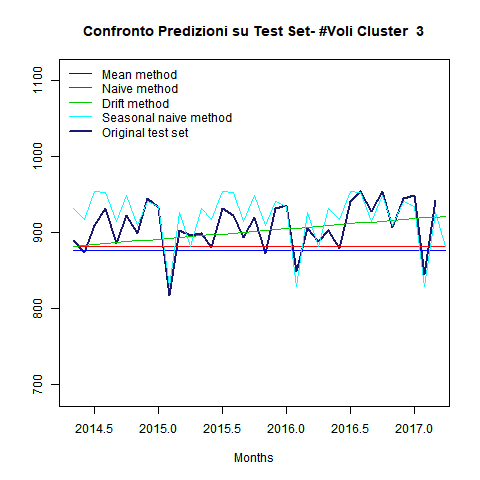 Confronto Predizioni su Test Set- #Voli Cluster 3
Mean method
Naive method
Drift method
Seasonal naive method
Original test set
1100
1000
900
800
700
2014.5 2015.0 2015.5 2016.0 2016.5 2017.0
Months